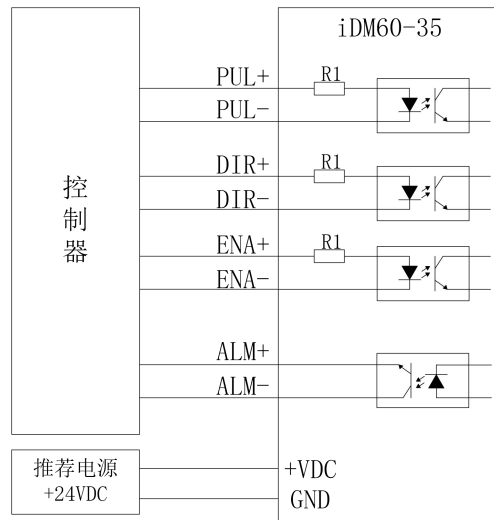 iDM60-35
控制器
PUL+
R1
PUL-
DIR+
R1
DIR-
ENA+
R1
ENA-
ALM+
ALM-
推荐电源
+24VDC
+VDC
GND